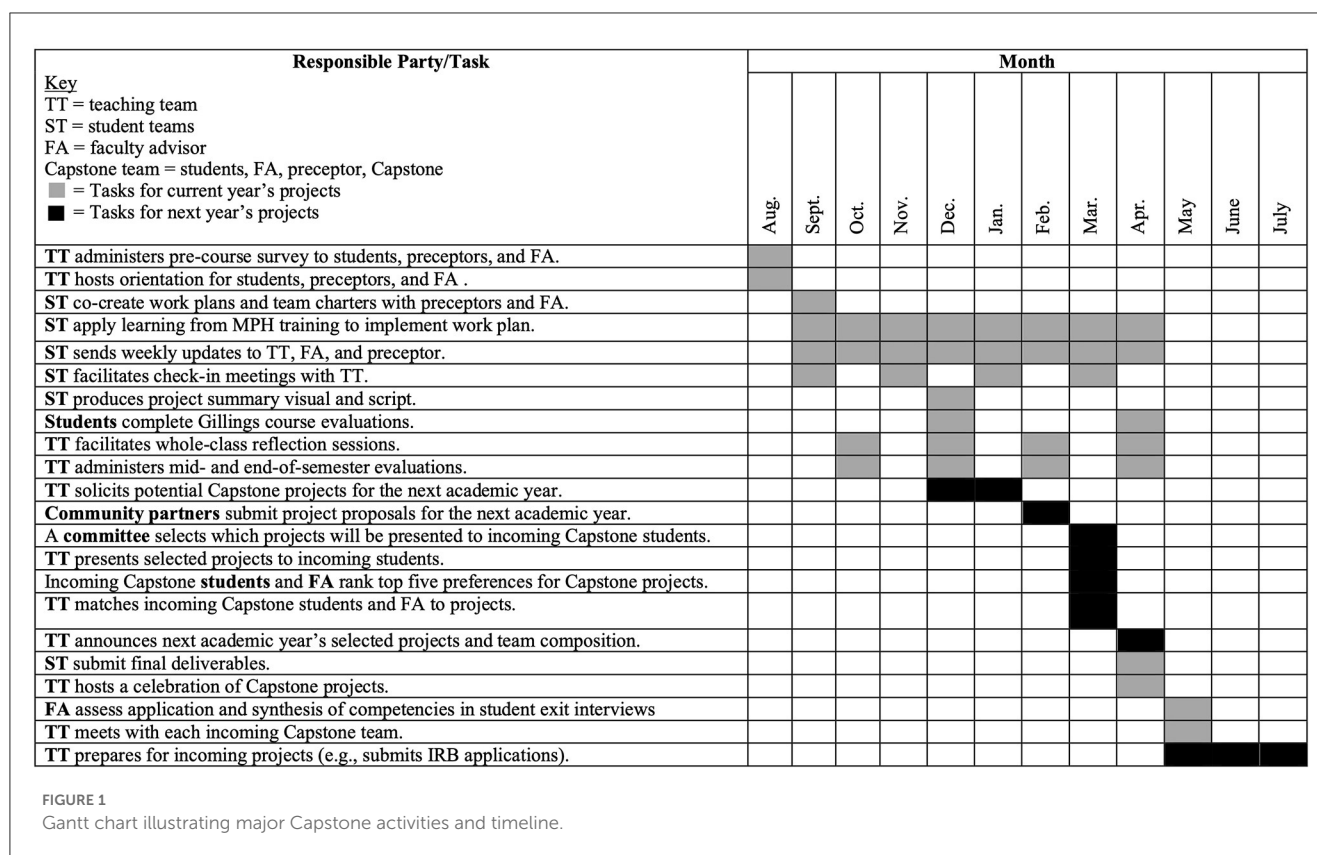 Responsible Party/Task
Month
Key
TT = teaching team
ST = student teams
FA = faculty advisor
Capstone team = students, FA, preceptor, Capstone
= Tasks for current year's projects
= Tasks for next year's projects
Aug.
Sept.
Oct.
Nov.
Dec.
Jan.
Feb.
Mar.
Apr.
May
June
July
TT administers pre-course survey to students, preceptors, and FA.
TT hosts orientation for students, preceptors, and FA .
ST co-create work plans and team charters with preceptors and FA.
ST apply learning from MPH training to implement work plan.
ST sends weekly updates to TT, FA, and preceptor.
ST facilitates check-in meetings with TT.
ST produces project summary visual and script.
Students complete Gillings course evaluations.
TT facilitates whole-class reflection sessions.
TT administers mid- and end-of-semester evaluations.
TT solicits potential Capstone projects for the next academic year.
Community partners submit project proposals for the next academic year.
A committee selects which projects will be presented to incoming Capstone students.
TT presents selected projects to incoming students.
Incoming Capstone students and FA rank top five preferences for Capstone projects.
TT matches incoming Capstone students and FA to projects.
TT announces next academic year's selected projects and team composition.
ST submit final deliverables.
TT hosts a celebration of Capstone projects.
FA assess application and synthesis of competencies in student exit interviews
TT meets with each incoming Capstone team.
TT prepares for incoming projects (e.g., submits IRB applications).
FIGURE 1
Gantt chart illustrating major Capstone activities and timeline.